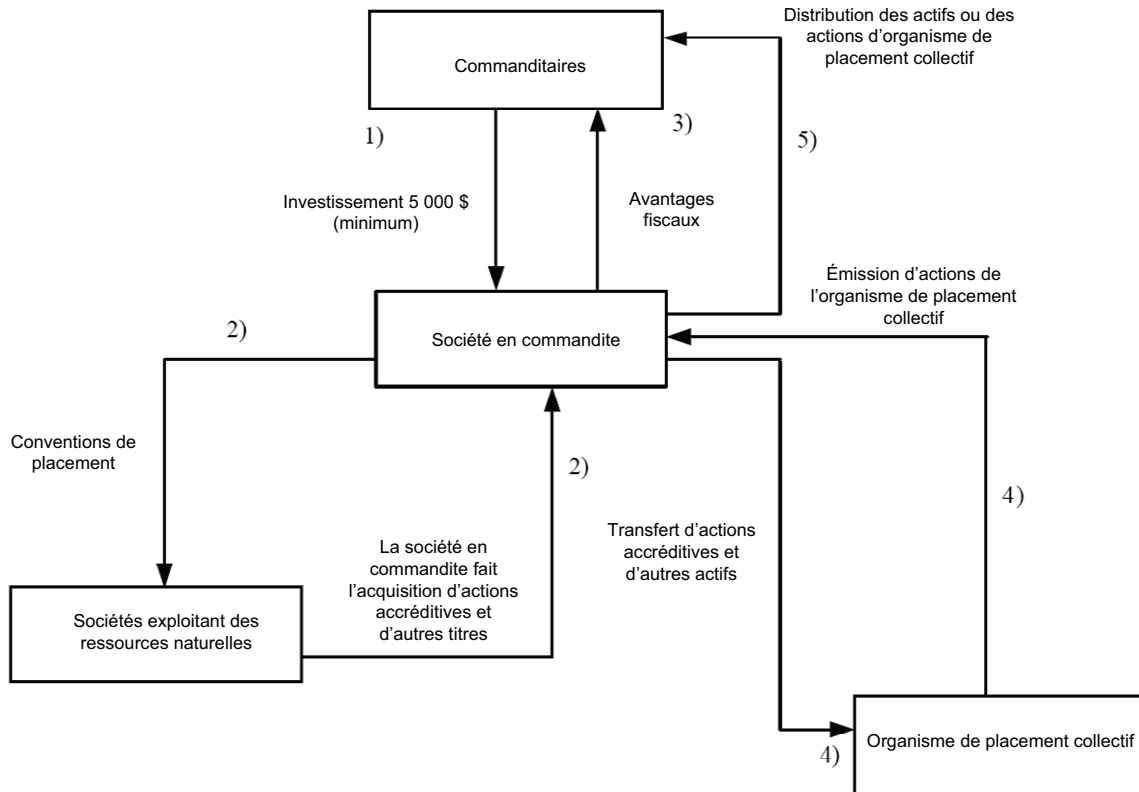 Distribution des actifs ou des
actions d’organisme de
placement collectif
Commanditaires
1)
3)
5)
Investissement 5 000 $
(minimum)
Avantages
fiscaux
Émission d’actions de
l’organisme de placement
collectif
2)
Société en commandite
Conventions de
placement
2)
4)
La société en
commandite fait
l’acquisition d’actions
accréditives et
d’autres titres
Transfert d’actions
accréditives et
d’autres actifs
Sociétés exploitant des
ressources naturelles
4)
Organisme de placement collectif